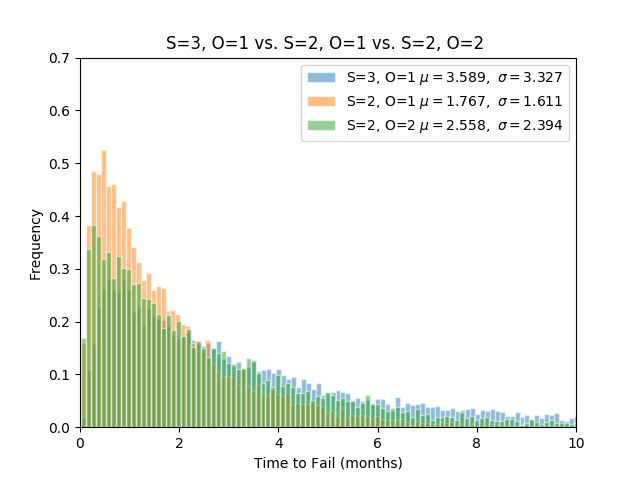 S=3, O=1 vs. S=2, O=1 vs. S=2, O=2
0.7
0.6
0.5
0.4
0.3
0.2
0.1
0.0
Frequency
S=3, O=1 μ = 3.589, σ = 3.327
S=2, O=1 μ = 1.767, σ = 1.611
S=2, O=2 μ = 2.558, σ = 2.394
0 2 4 6 8 10
Time to Fail (months)